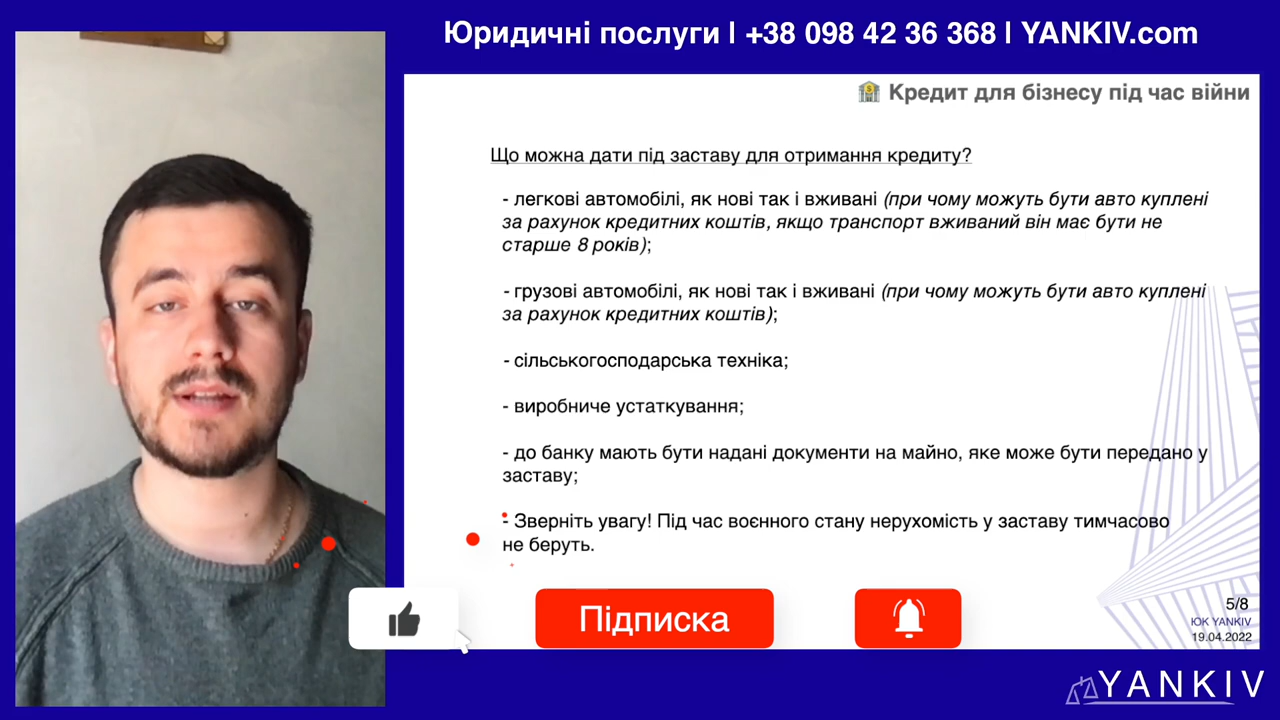 Юридичні послуги | +38 098 42 36 368 | YANKIV.com
Кредит для бізнесу під час війни
Що можна дати під заставу для отримання кредиту?
- легкові автомобілі, як нові так і вживані (при чому можуть бути авто куплені
за рахунок кредитних коштів, якщо транспорт вживаний він має бути не
старше 8 років);
- грузові автомобілі, як нові так і вживані (при чому можуть бути авто куплені
за рахунок кредитних коштів);
- сільськогосподарська техніка;
- виробниче устаткування;
- до банку мають бути надані документи на майно, яке може бути передано у
заставу;
- Зверніть увагу! Під час воєнного стану нерухомість у заставу тимчасово
не беруть.
Підписка
5/8
ЮК YANKIV
19.04.2022
YANKIV